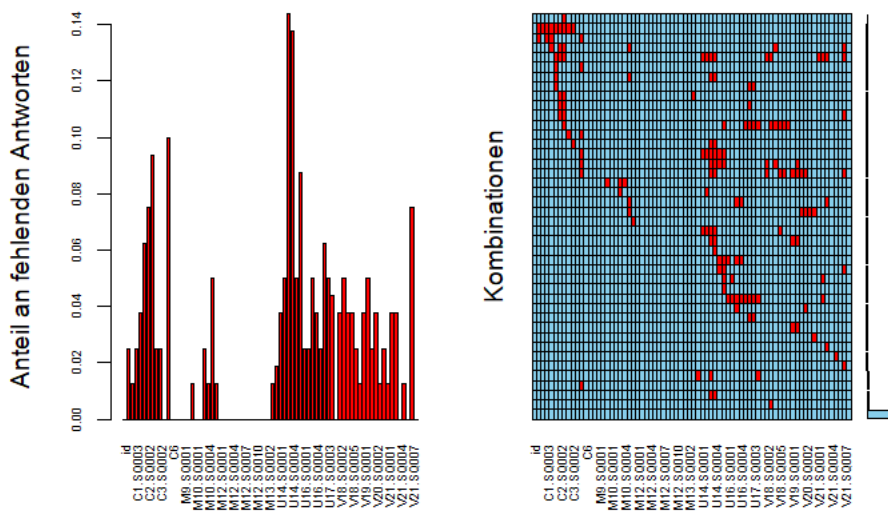 Anteil an fehlenden Antworten
0.00
0.02
0.04
0.06
0.08
0.10
0.12
0.14
id
C1.S0003
C2.S0002
C3.S0002
C6
M9.S0001
M10.S0001
M10.S0004
M12.S0001
M12.S0004
M12.S0007
M12.S0010
M13.S0002
U14.S0001
U14.S0004
U16.S0001
U16.S0004
U17.S0003
V18.S0002
V18.S0005
V19.S0001
V20.S0002
V21.S0001
V21.S0004
V21.S0007
Kombinationen
id
C1.S0003
C2.S0002
C3.S0002
C6
M9.S0001
M10.S0001
M10.S0004
M12.S0001
M12.S0004
M12.S0007
M12.S0010
M13.S0002
U14.S0001
U14.S0004
U16.S0001
U16.S0004
U17.S0003
V18.S0002
V18.S0005
V19.S0001
V20.S0002
V21.S0001
V21.S0004
V21.S0007